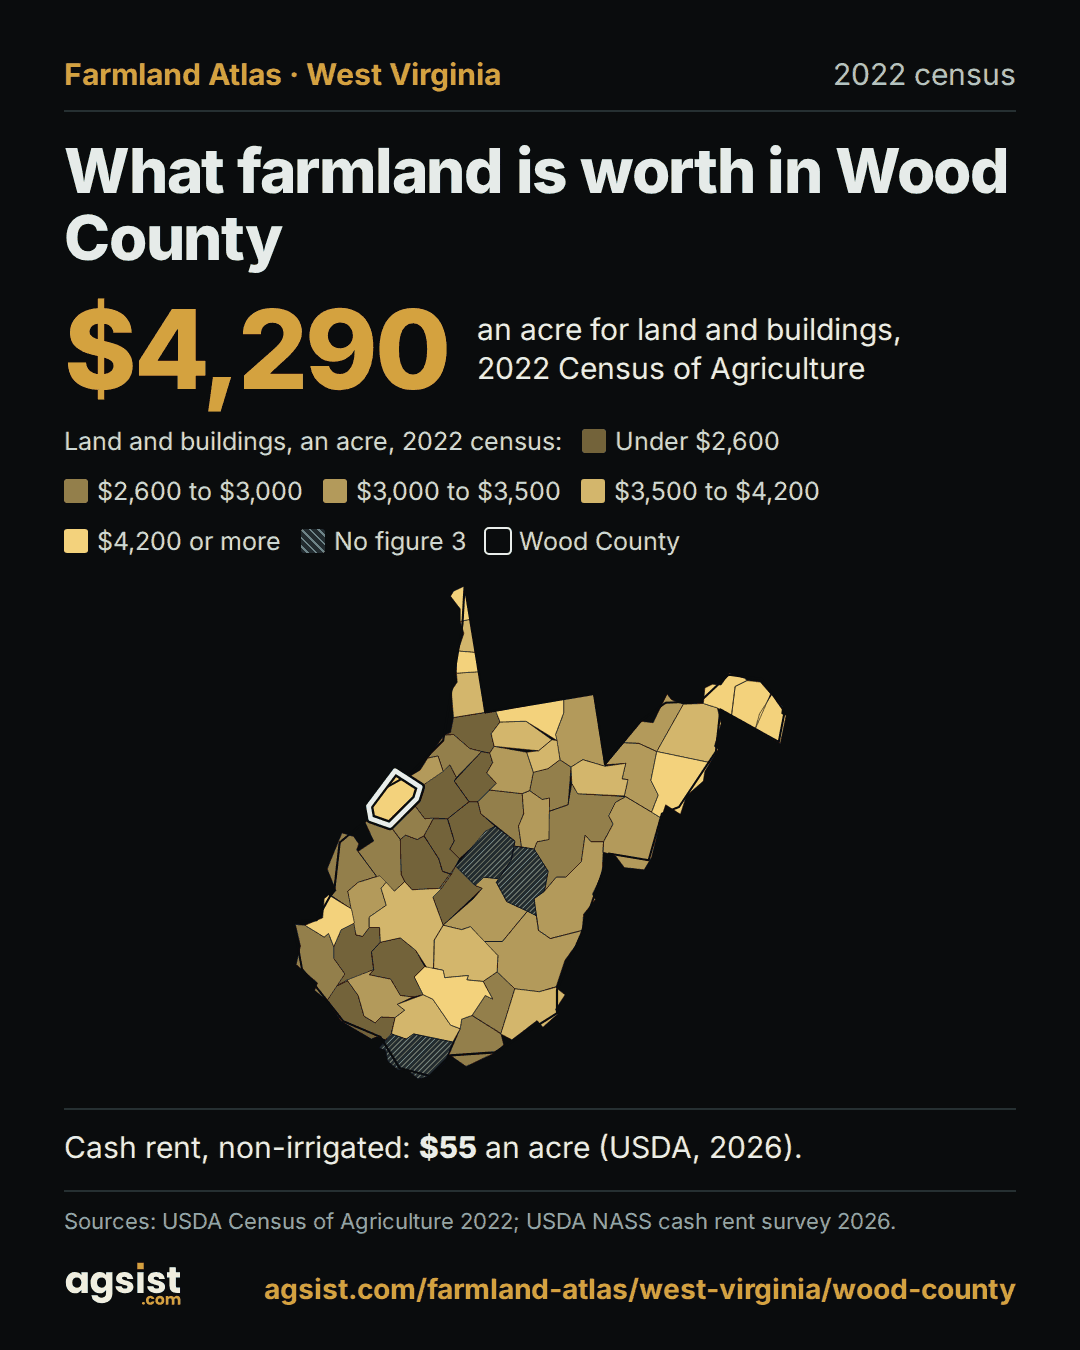 Farmland Atlas · West Virginia
2022 census
What farmland is worth in Wood
County
$4,290
an acre for land and buildings,
2022 Census of Agriculture
Land and buildings, an acre, 2022 census: Under $2,600
$2,600 to $3,000 $3,000 to $3,500 $3,500 to $4,200
$4,200 or more No figure 3 Wood County
Cash rent, non-irrigated: $55 an acre (USDA, 2026).
Sources: USDA Census of Agriculture 2022; USDA NASS cash rent survey 2026.
agsist.com
agsist.com/farmland-atlas/west-virginia/wood-county